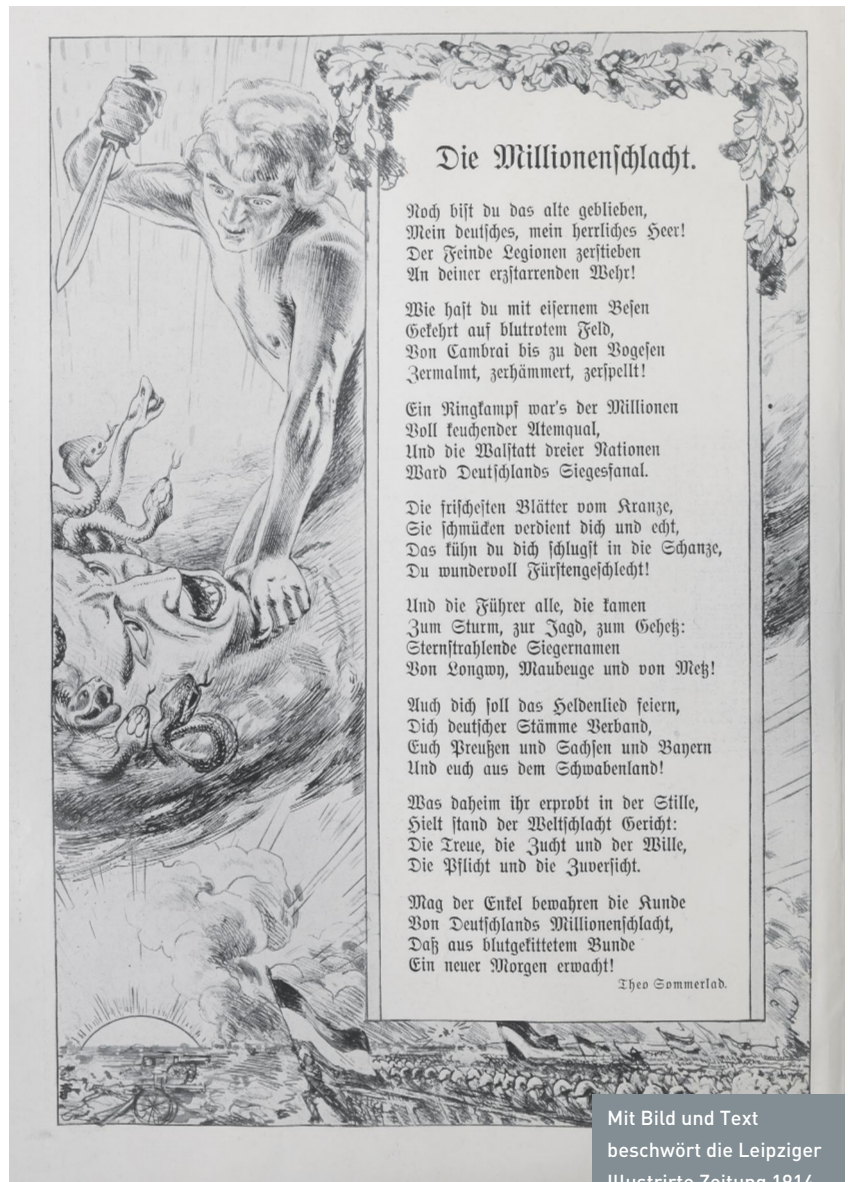 Die Millionenschlacht.
Noch bist du das alte geblieben,
Mein deutsches, mein herrliches Heer!
Der Feinde Legionen zerstieben
An deiner erzstarrenden Wehr!
Wie hast du mit eisernem Besen
Gekehrt auf blutrotem Feld,
Von Cambrai bis zu den Vogesen
Zermalmt, zerhämmert, zerspellt!
Ein Ringkampf war's der Millionen
Voll keuchender Atemqual,
Und die Walstatt dreier Nationen
Ward Deutschlands Siegesfanal.
Die frischesten Blätter vom Kranze,
Sie schmücken verdient dich und echt,
Das kühn du dich schlugst in die Schanze,
Du wundervoll Fürstengeschlecht!
Und die Führer alle, die kamen
Zum Sturm, zur Jagd, zum Gehetz:
Sternstrahlende Siegernamen
Von Longwy, Maubeuge und von Metz!
Auch dich soll das Heldenlied feiern,
Dich deutscher Stämme Verband,
Euch Preußen und Sachsen und Bayern
Und euch aus dem Schwabenland!
Was daheim ihr erprobt in der Stille,
Hielt stand der Weltschlacht Gericht:
Die Treue, die Zucht und der Wille,
Die Pflicht und die Zuversicht.
Mag der Enkel bewahren die Kunde
Von Deutschlands Millionenschlacht,
Daß aus blutgekittetem Bunde
Ein neuer Morgen erwacht!
Theo Sommerlad.
Mit Bild und Text
beschwört die Leipziger
Illustrirte Zeitung 1914